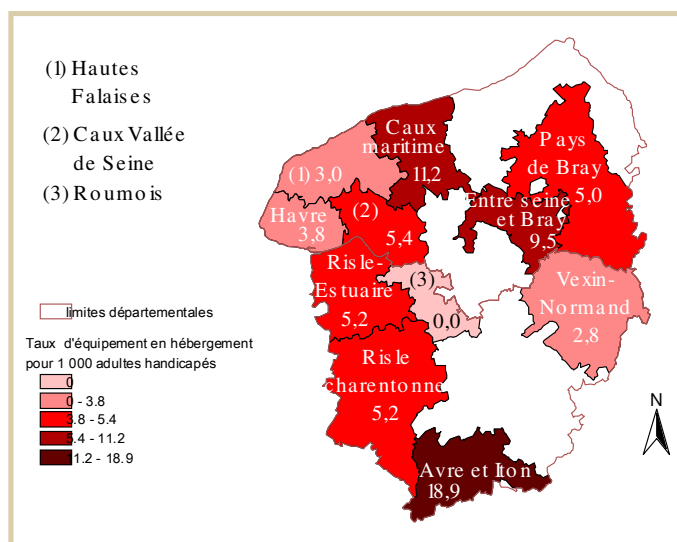 (1) Hautes
Falaises
(2) Caux Vallée
de Seine
(3) Roumois
Caux
maritime
11,2
Pays
de Bray
5,0
(1) 3,0
Havre
3,8
(2)
5,4
Entre seine
et Bray
9,5
Risle-
Estuaire
5,2
(3)
0,0
Vexin-
Normand
2,8
Risle
charentonne
5,2
Avre et Iton
18,9
limites départementales
Taux d'équipement en hébergement
pour 1 000 adultes handicapés
0
0 - 3.8
3.8 - 5.4
5.4 - 11.2
1.2 - 18.9
N